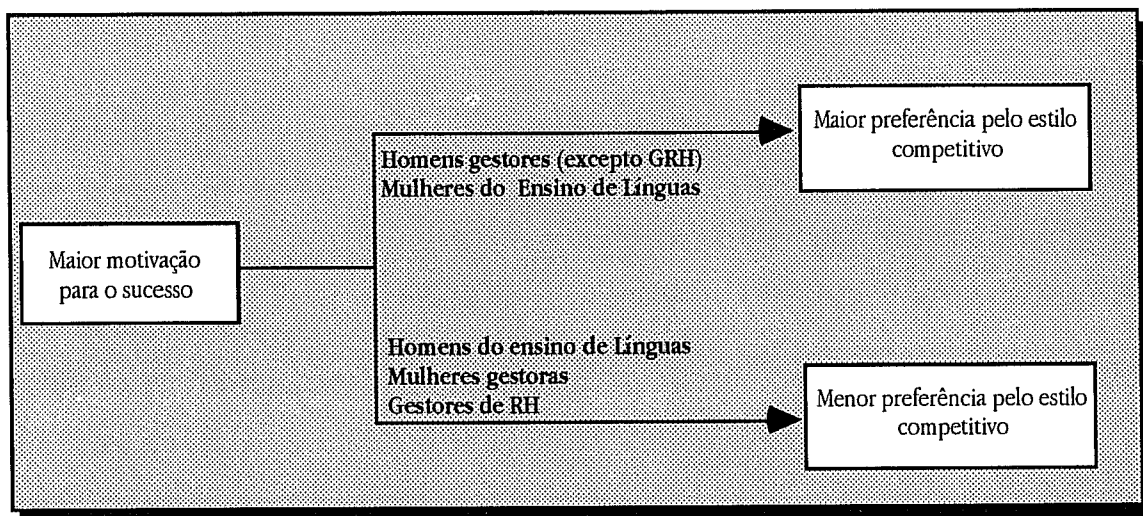 Maior preferência pelo estilo
competitivo
Homens gestores (excepto GRH)
Mulheres do Ensino de Línguas
Maior motivação
para o sucesso
Homens do ensino de Línguas
Mulheres gestoras
Gestores de RH
Menor preferência pelo estilo
competitivo